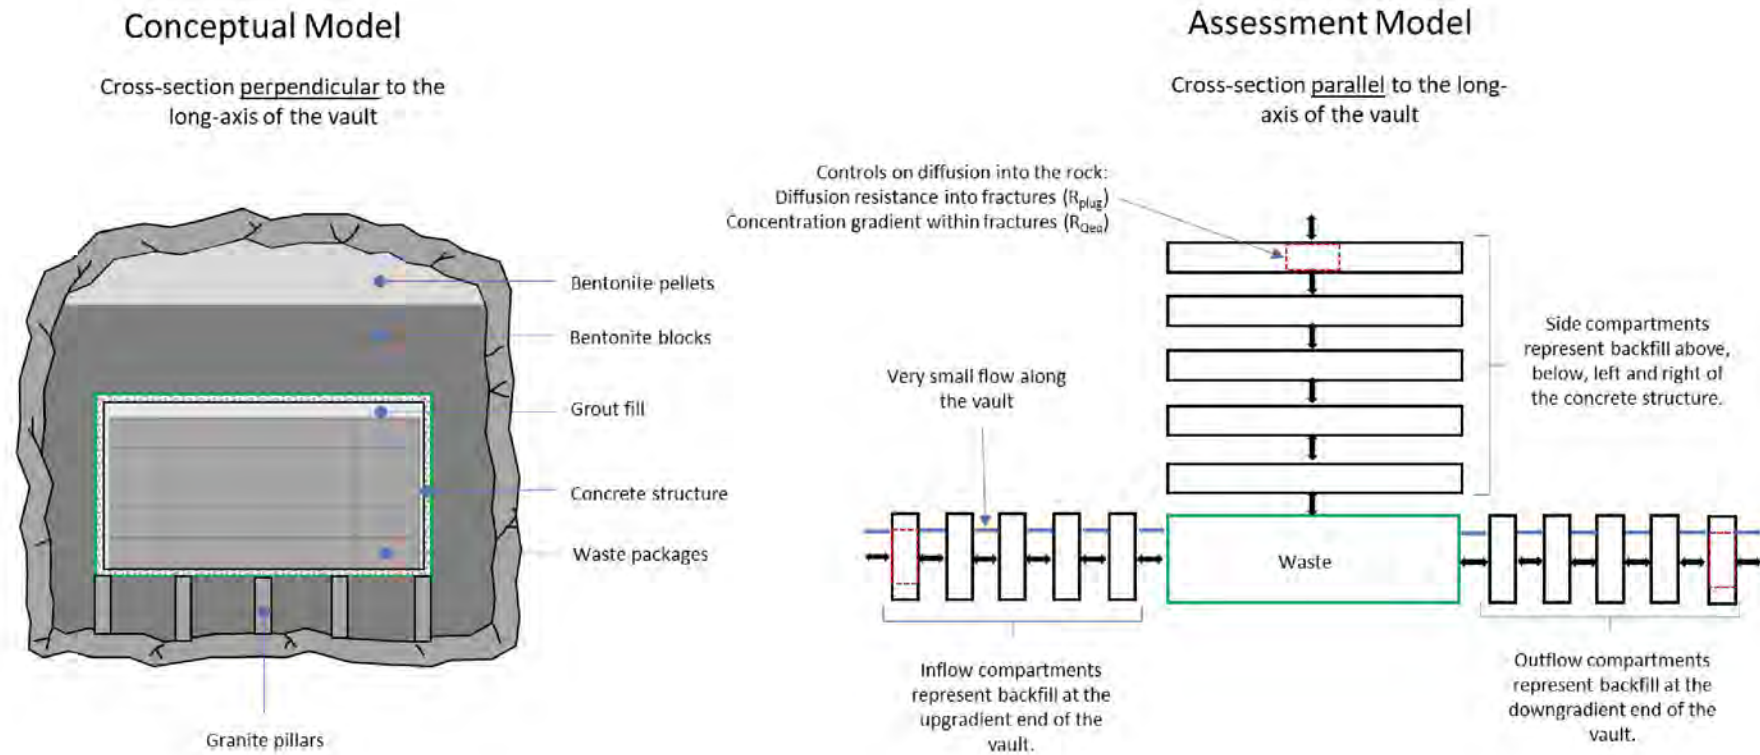 Conceptual Model
Cross-section perpendicular to the
long-axis of the vault
Bentonite pellets
Bentonite blocks
Grout fill
Concrete structure
Waste packages
Granite pillars
Assessment Model
Cross-section parallel to the long-
axis of the vault
Controls on diffusion into the rock:
Diffusion resistance into fractures (Rplug)
Concentration gradient within fractures (RQeq)
Very small flow along
the vault
Side compartments
represent backfill above,
below, left and right of
the concrete structure.
Waste
Inflow compartments
represent backfill at the
upgradient end of the
vault.
Outflow compartments
represent backfill at the
downgradient end of the
vault.